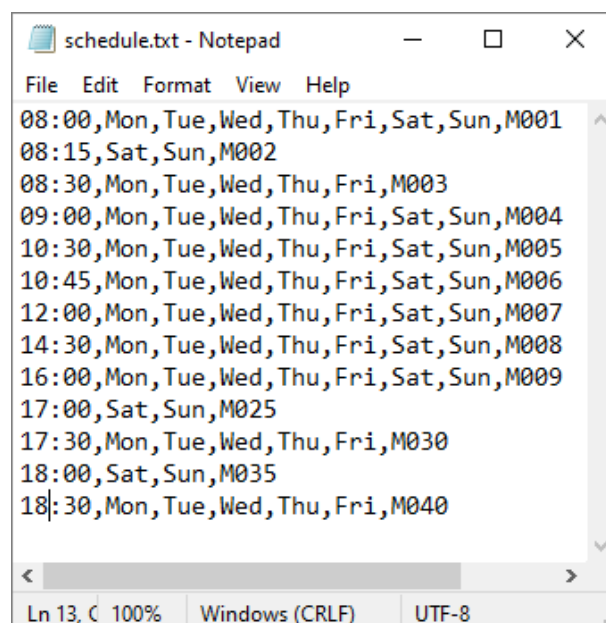 schedule.txt - Notepad
File Edit Format View Help
08:00,Mon,Tue,Wed,Thu,Fri,Sat,Sun,M001
08:15,Sat,Sun,M002
08:30,Mon,Tue,Wed,Thu,Fri,M003
09:00,Mon,Tue,Wed,Thu,Fri,Sat,Sun,M004
10:30,Mon,Tue,Wed,Thu,Fri,Sat,Sun,M005
10:45,Mon,Tue,Wed,Thu,Fri,Sat,Sun,M006
12:00,Mon,Tue,Wed,Thu,Fri,Sat,Sun,M007
14:30,Mon,Tue,Wed,Thu,Fri,Sat,Sun,M008
16:00,Mon,Tue,Wed,Thu,Fri,Sat,Sun,M009
17:00,Sat,Sun,M025
17:30,Mon,Tue,Wed,Thu,Fri,M030
18:00,Sat,Sun,M035
18:30,Mon,Tue,Wed,Thu,Fri,M040
Ln 13, 100% Windows (CRLF) UTF-8